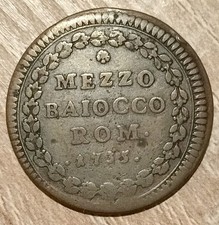 MEZZO
BAIOCCO
ROM.
.1735.